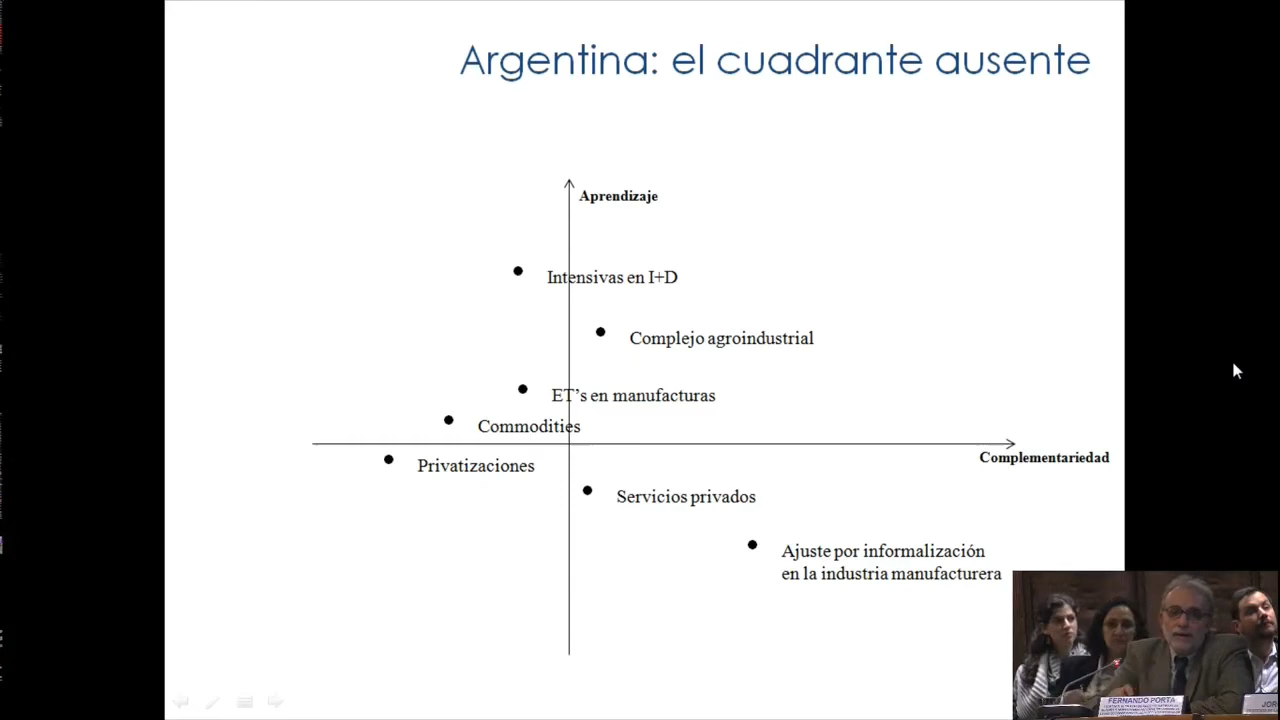 Argentina: el cuadrante ausente
Aprendizaje
Intensivas en I+D
Complejo agroindustrial
ET’s en manufacturas
Commodities
Complementariedad
Privatizaciones
Servicios privados
Ajuste por informalización
en la industria manufacturera
FERNANDO PORTA